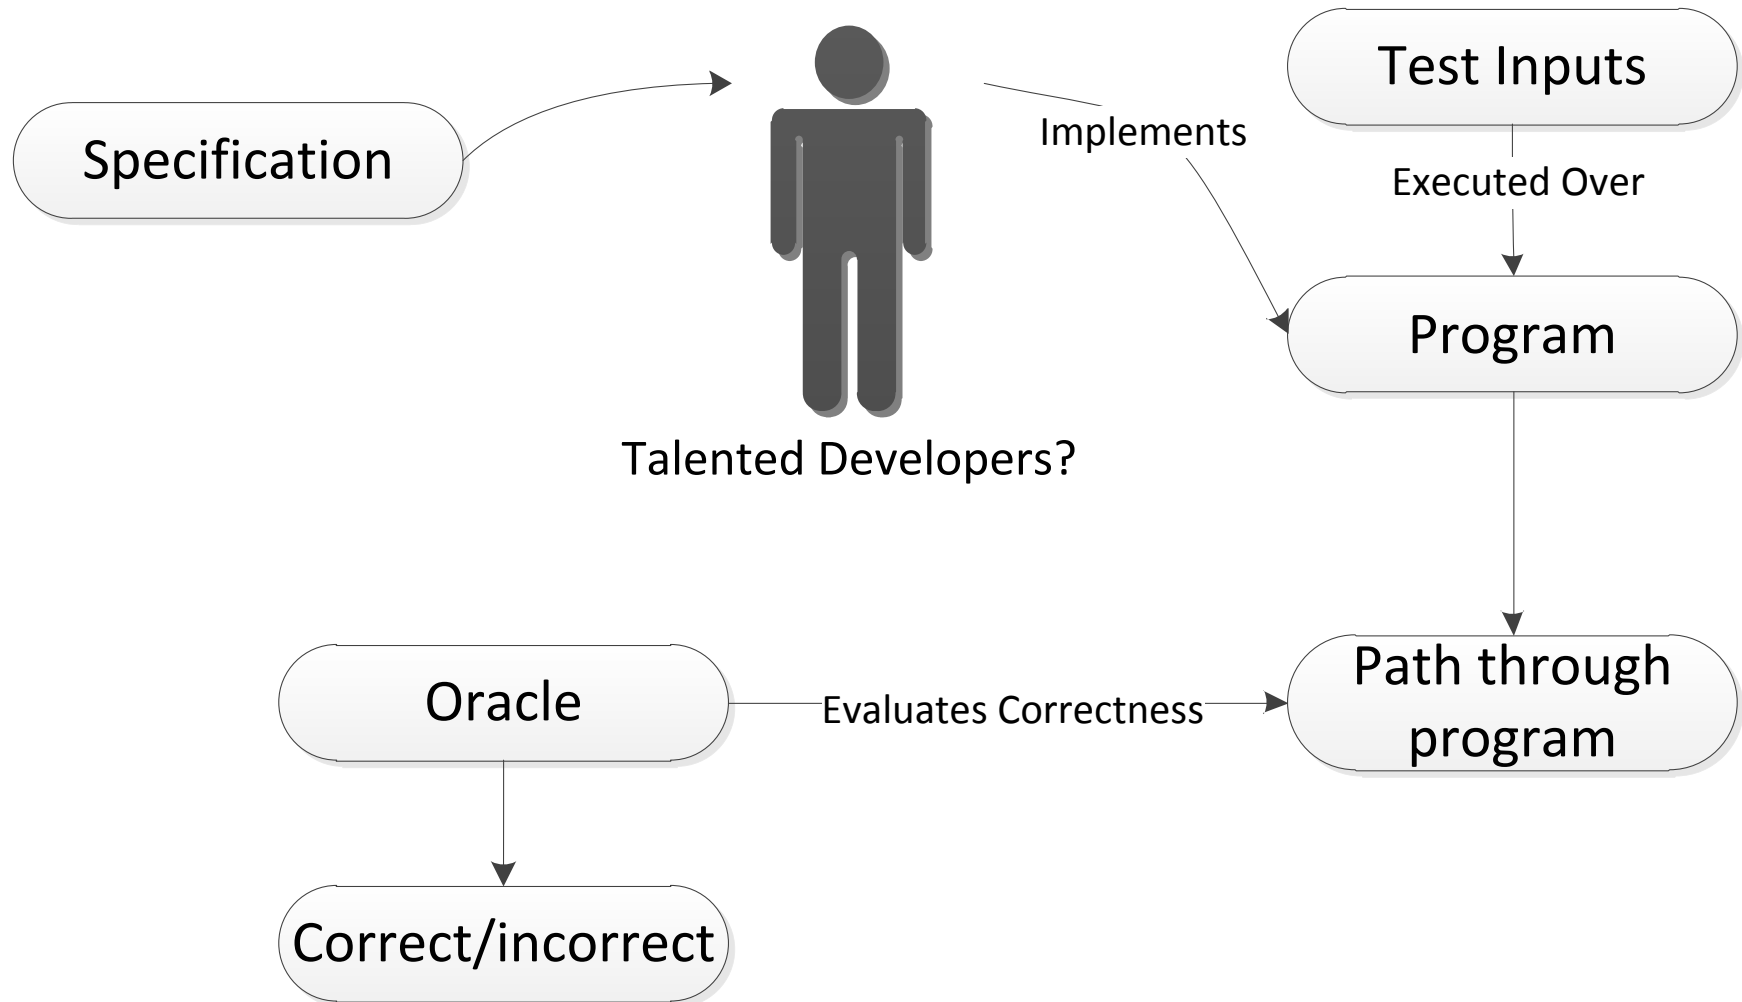 Test Inputs
Specification
Implements
Executed Over
Program
Talented Developers?
Path through
program
Oracle
Evaluates Correctness
Correct/incorrect